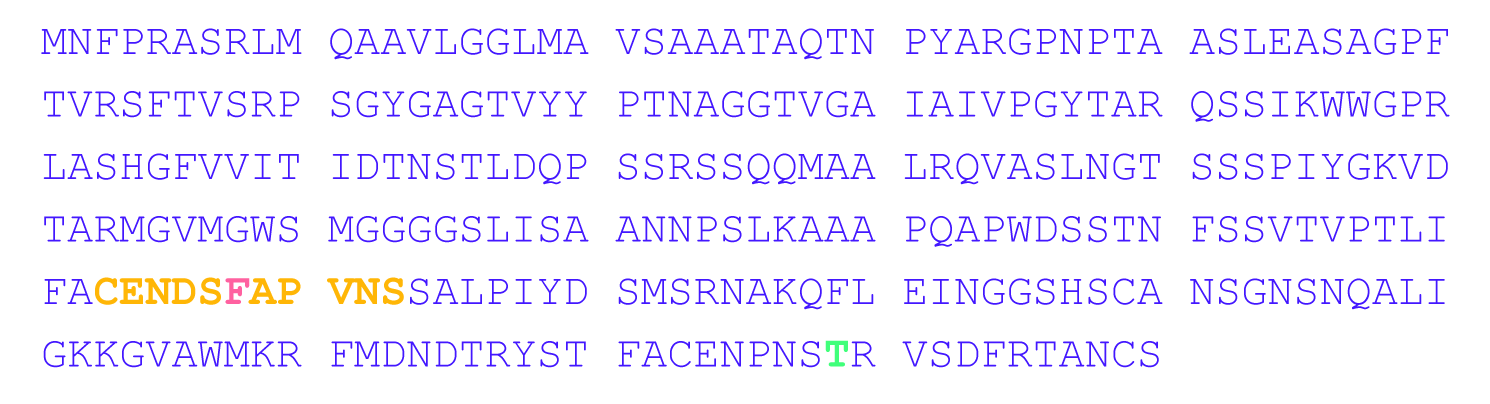 MNFPRASRLM QAAVLGGLMA VSAAATAQTN PYARGPNPTA ASLEASAGPF
TVRSFTVSRP SGYGAGTVYY PTNAGGTVGA IAIVPGYTAR QSSIKWWGPR
LASHGFVVIT IDTNSTLDQP SSRSSQQMAA LRQVASLNGT SSSPIYGKVD
TARMGVMGWS MGGGGSLISA ANNPSLKAAA PQAPWDSSTN FSSVTVPTLI
FACENDSFAP VNSSALPIYD SMSRNAKQFL EINGGSHSCA NSGNSNQALI
GKKGVAWMKR FMDNDTRYST FACENPNSTR VSDFRTANCS